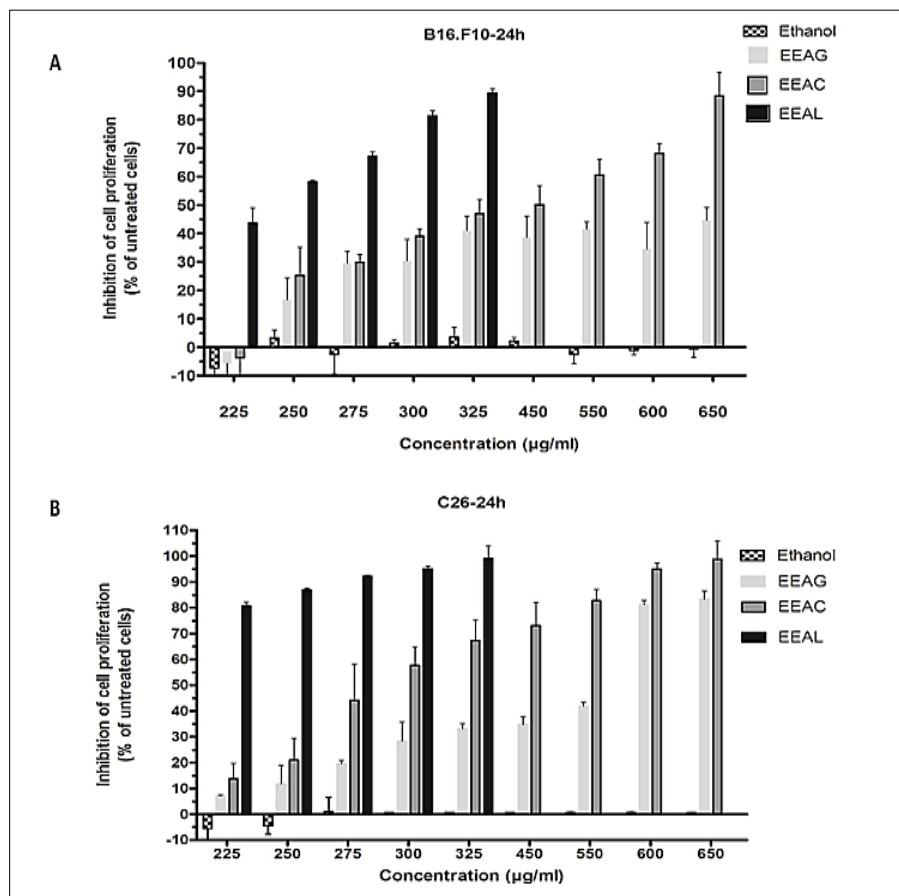 A
B16.F10-24h
Ethanol
EEAG
EEAC
EEAL
Inhibition of cell proliferation
(% of untreated cells)
100
90
80
70
60
50
40
30
20
10
0
-10
225 250 275 300 325 450 550 600 650
Concentration (µg/ml)
B
C26-24h
Ethanol
EEAG
EEAC
EEAL
Inhibition of cell proliferation
(% of untreated cells)
110
100
90
80
70
60
50
40
30
20
10
0
-10
225 250 275 300 325 450 550 600 650
Concentration (µg/ml)